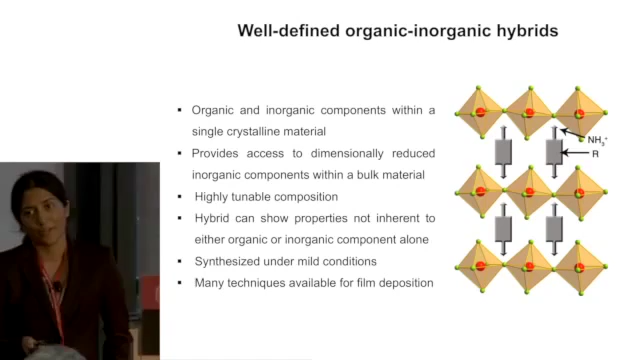 Well-defined organic-inorganic hybrids
▪ Organic and inorganic components within a
single crystalline material
▪ Provides access to dimensionally reduced
inorganic components within a bulk material
▪ Highly tunable composition
▪ Hybrid can show properties not inherent to
either organic or inorganic component alone
▪ Synthesized under mild conditions
▪ Many techniques available for film deposition
NH₃⁺
R